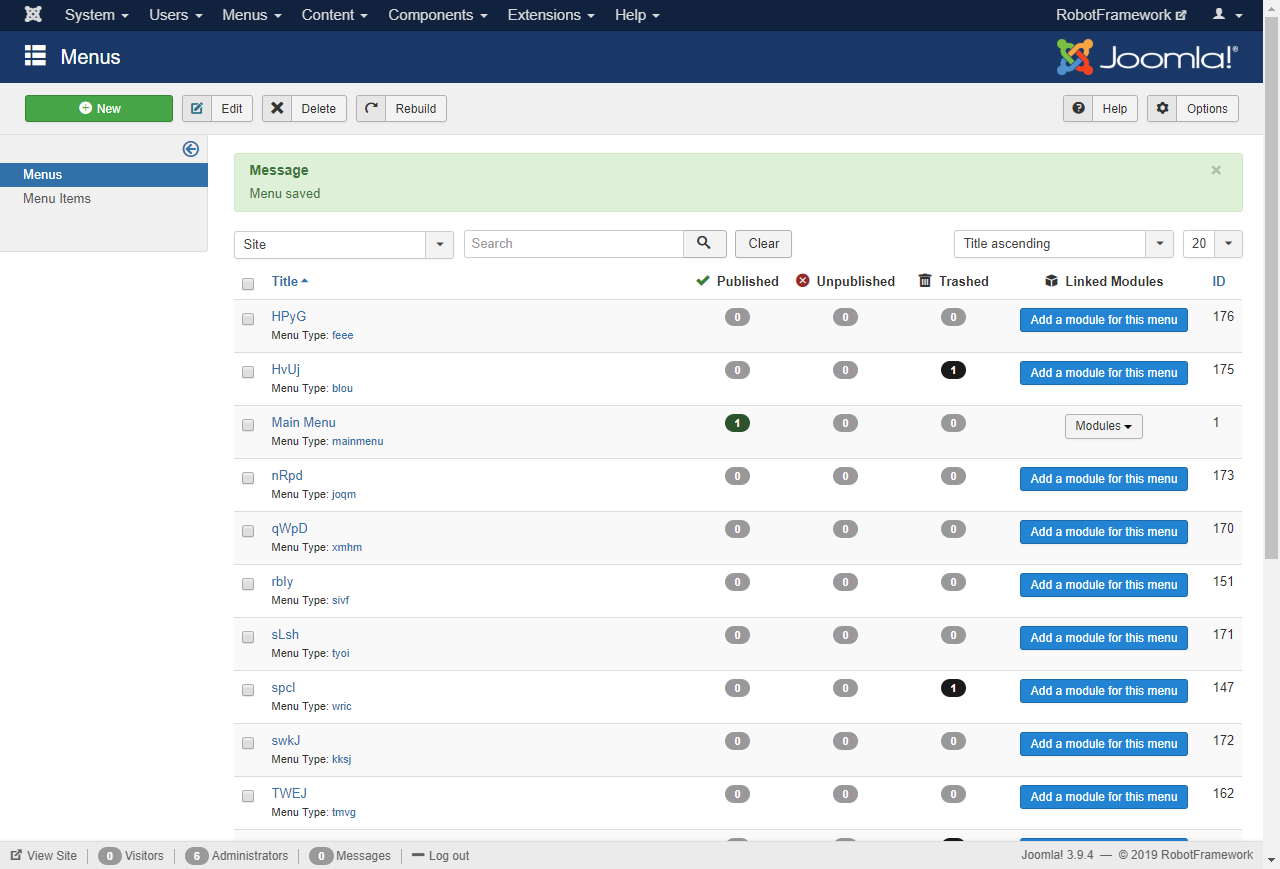 System Users Menus Content Components Extensions Help RobotFramework
Menus Joomla!®
New Edit Delete Rebuild Help Options
Menus
Menu Items
Message ×
Menu saved
Site Search Clear Title ascending 20
Title Published Unpublished Trashed Linked Modules ID
HPyG 0 0 0 Add a module for this menu 176
Menu Type: feee
HvUj 0 0 1 Add a module for this menu 175
Menu Type: blou
Main Menu 1 0 0 Modules 1
Menu Type: mainmenu
nRpd 0 0 0 Add a module for this menu 173
Menu Type: joqm
qWpD 0 0 0 Add a module for this menu 170
Menu Type: xmhm
rbIy 0 0 0 Add a module for this menu 151
Menu Type: sivf
sLsh 0 0 0 Add a module for this menu 171
Menu Type: tyoi
spcI 0 0 1 Add a module for this menu 147
Menu Type: wric
swkJ 0 0 0 Add a module for this menu 172
Menu Type: kksj
TWEJ 0 0 0 Add a module for this menu 162
Menu Type: tmvg
View Site 0 Visitors 6 Administrators 0 Messages Log out Joomla! 3.9.4 — © 2019 RobotFramework